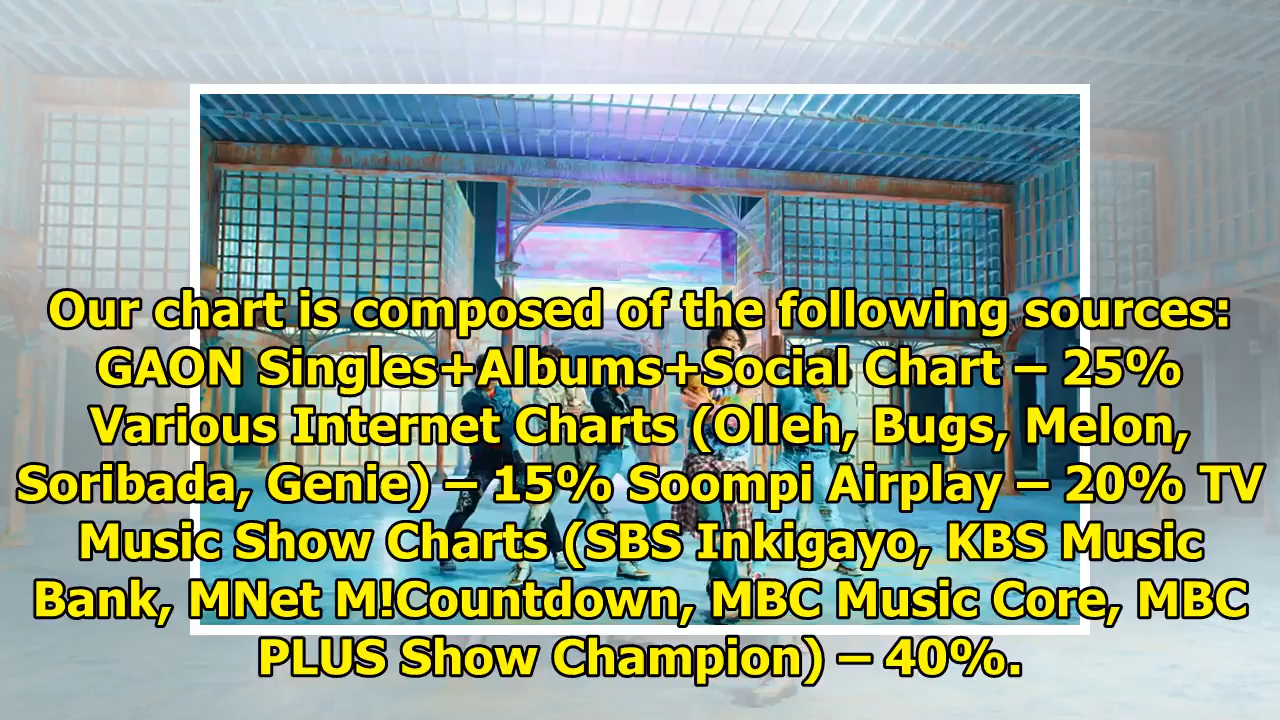 Our chart is composed of the following sources:
GAON Singles+Albums+Social Chart – 25%
Various Internet Charts (Olleh, Bugs, Melon,
Soribada, Genie) – 15% Soompi Airplay – 20% TV
Music Show Charts (SBS Inkigayo, KBS Music
Bank, MNet M!Countdown, MBC Music Core, MBC
PLUS Show Champion) – 40%.